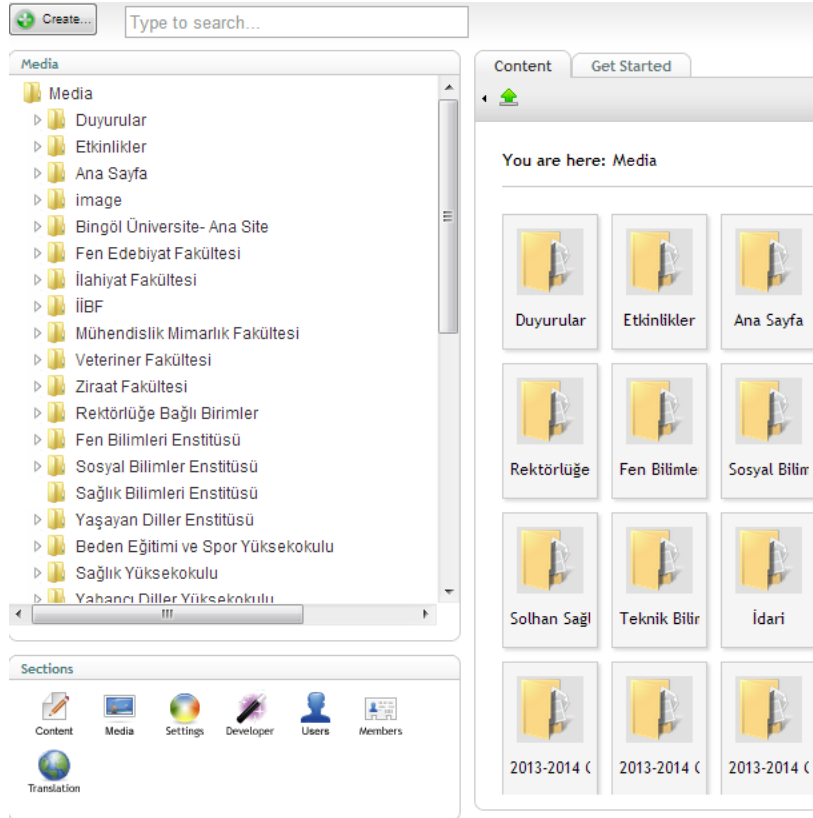 Create...
Type to search...
Media
Media
Duyurular
Etkinlikler
Ana Sayfa
image
Bingöl Üniversite- Ana Site
Fen Edebiyat Fakültesi
İlahiyat Fakültesi
İİBF
Mühendislik Mimarlık Fakültesi
Veteriner Fakültesi
Ziraat Fakültesi
Rektörlüğe Bağlı Birimler
Fen Bilimleri Enstitüsü
Sosyal Bilimler Enstitüsü
Sağlık Bilimleri Enstitüsü
Yaşayan Diller Enstitüsü
Beden Eğitimi ve Spor Yüksekokulu
Sağlık Yüksekokulu
Yabancı Diller Yüksekokulu
Sections
Content Media Settings Developer Users Members
Translation
Content Get Started
You are here: Media
Duyurular Etkinlikler Ana Sayfa
Rektörlüğe Fen Bilimle Sosyal Bilim
Solhan Sağl Teknik Bilir İdari
2013-2014 ( 2013-2014 ( 2013-2014 (